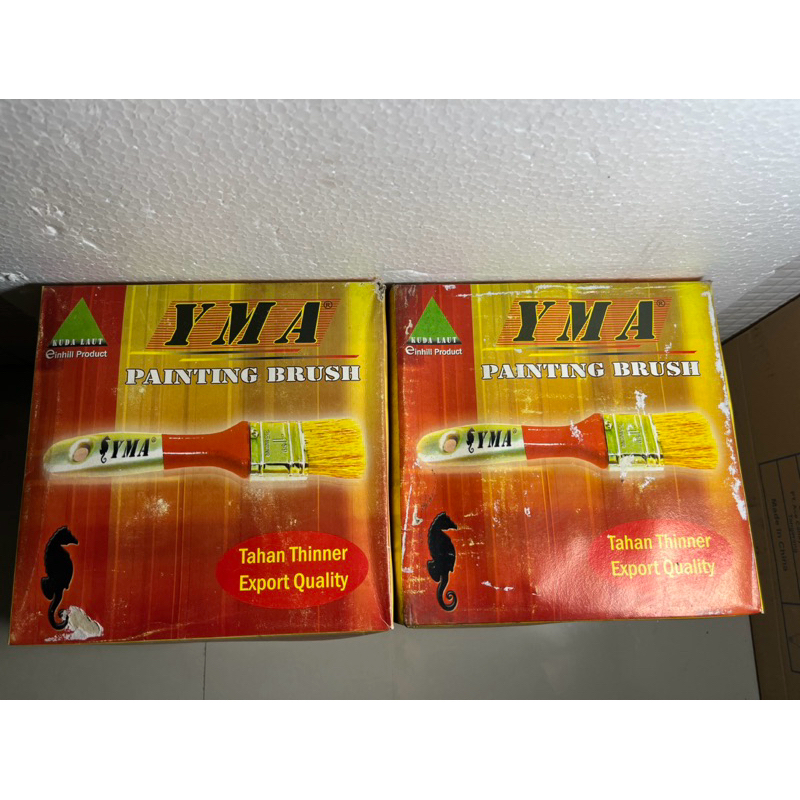 YMA®
KUDA LAUT
einhill Product
PAINTING BRUSH
YMA®
Tahan Thinner
Export Quality
YMA®
KUDA LAUT
einhill Product
PAINTING BRUSH
YMA®
Tahan Thinner
Export Quality